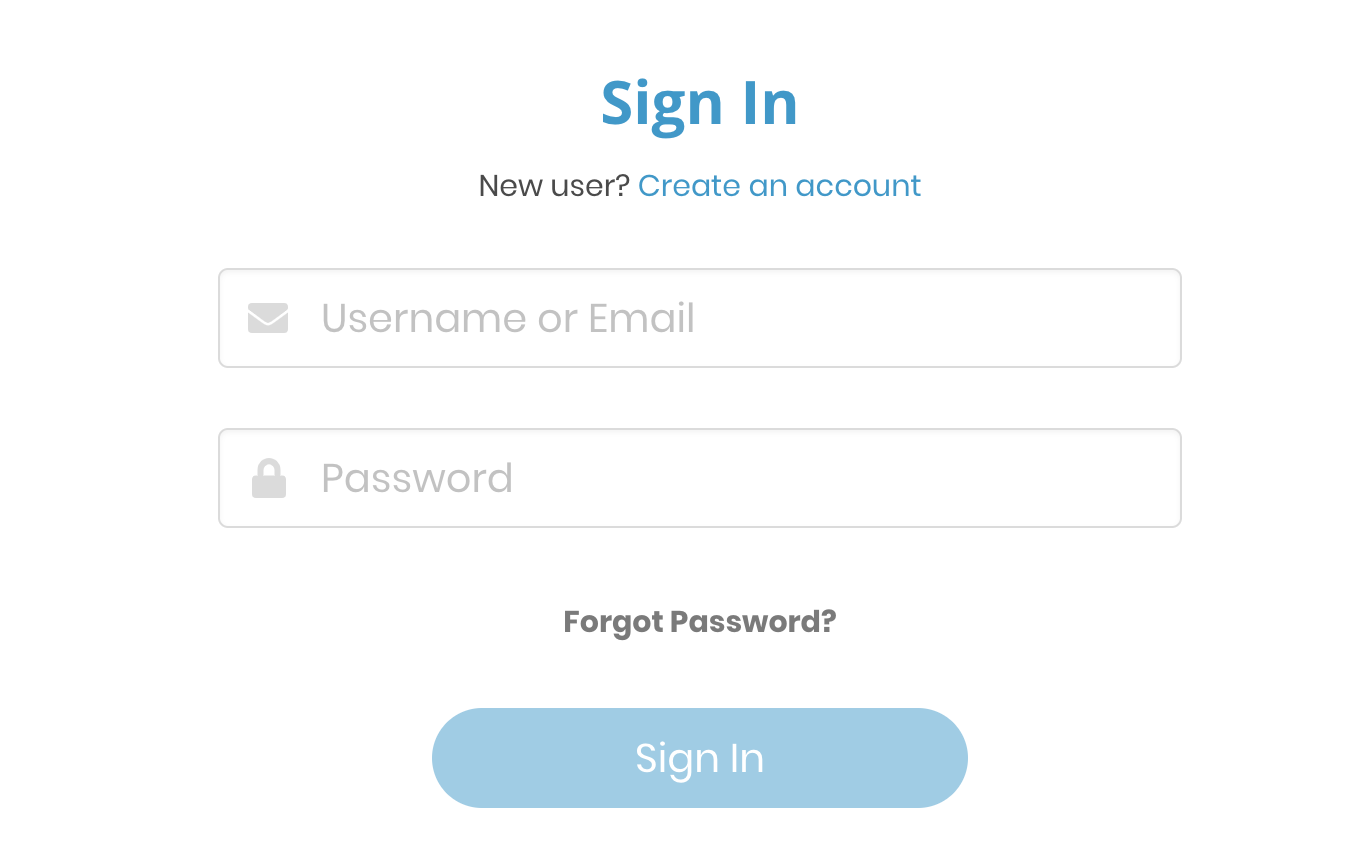 Sign In
New user? Create an account
Username or Email
Password
Forgot Password?
Sign In